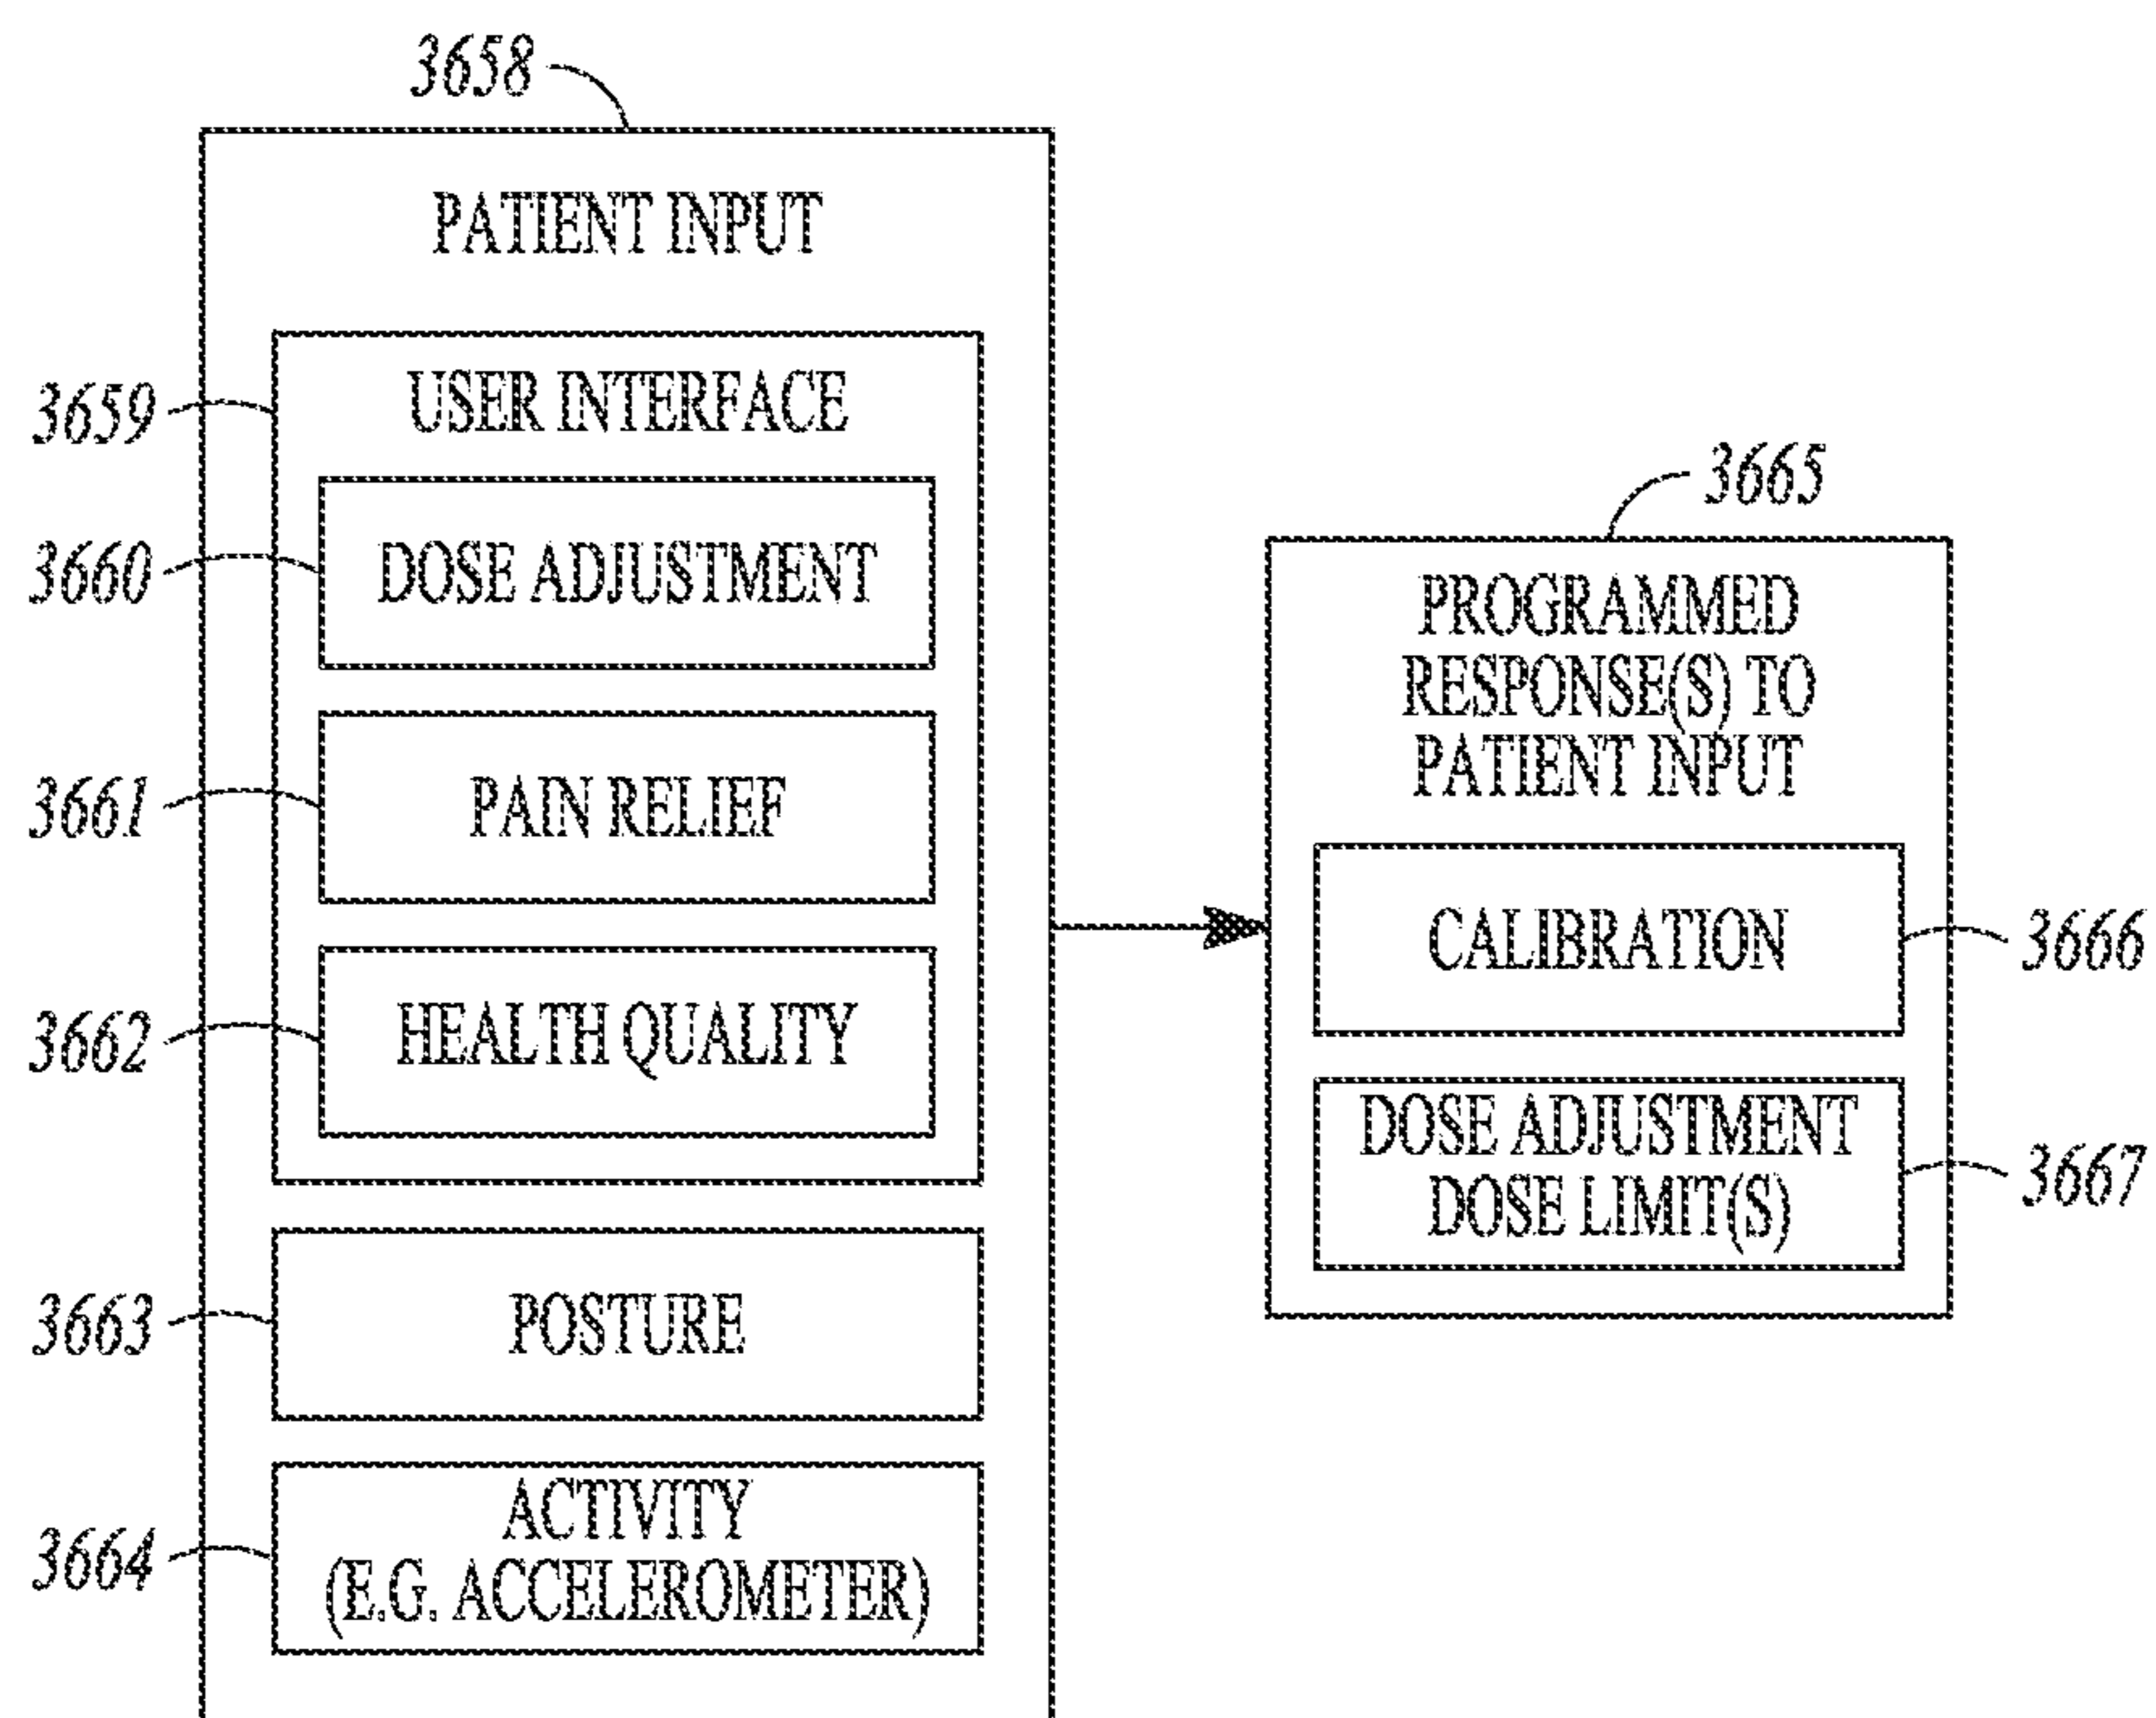 3658
PATIENT INPUT
3659
USER INTERFACE
3660
DOSE ADJUSTMENT
3661
PAIN RELIEF
3662
HEALTH QUALITY
3663
POSTURE
3664
ACTIVITY
(E.G. ACCELEROMETER)
3665
PROGRAMMED
RESPONSE(S) TO
PATIENT INPUT
CALIBRATION
3666
DOSE ADJUSTMENT
DOSE LIMIT(S)
3667